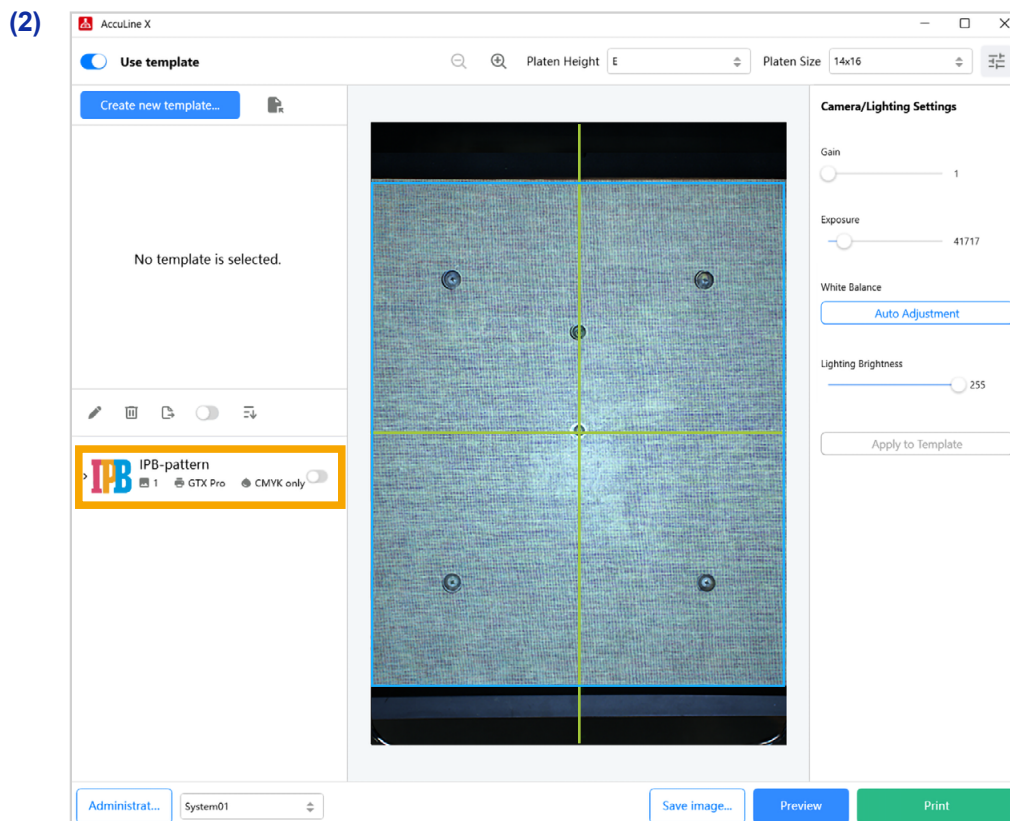 (2)
AccuLine X
Use template
Platen Height E
Platen Size 14x16
Create new template...
Camera/Lighting Settings
Gain
1
Exposure
41717
No template is selected.
White Balance
Auto Adjustment
Lighting Brightness
255
Apply to Template
IPB
IPB-pattern
1 GTX Pro CMYK only
Administrat...
System01
Save image...
Preview
Print